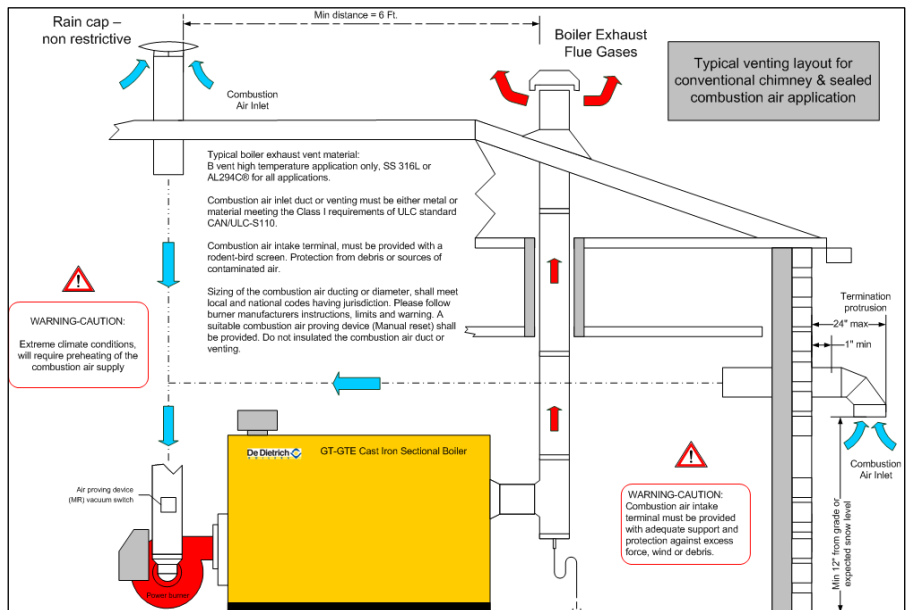 Min distance = 6 Ft.
Rain cap –
non restrictive
Boiler Exhaust
Flue Gases
Typical venting layout for
conventional chimney & sealed
combustion air application
Combustion
Air Inlet
Typical boiler exhaust vent material:
B vent high temperature application only, SS 316L or
AL294C® for all applications.
Combustion air inlet duct or venting must be either metal or
material meeting the Class I requirements of ULC standard
CAN/ULC-S110.
Combustion air intake terminal, must be provided with a
rodent-bird screen. Protection from debris or sources of
contaminated air.
Sizing of the combustion air ducting or diameter, shall meet
local and national codes having jurisdiction. Please follow
burner manufacturers instructions, limits and warning. A
suitable combustion air proving device (Manual reset) shall
be provided. Do not insulated the combustion air duct or
venting.
WARNING-CAUTION:
Extreme climate conditions,
will require preheating of the
combustion air supply
Termination
protrusion
24" max
1" min
De Dietrich
BOILERS
GT-GTE Cast Iron Sectional Boiler
Combustion
Air Inlet
Air proving device
(MR) vacuum switch
WARNING-CAUTION:
Combustion air intake
terminal must be provided
with adequate support and
protection against excess
force, wind or debris.
Min 12" from grade or
expected snow level
Power burner